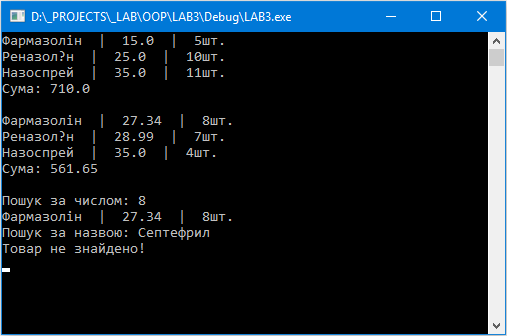 D:\_PROJECTS\_LAB\OOP\LAB3\Debug\LAB3.exe
Фармазолін | 15.0 | 5шт.
Реназол?н | 25.0 | 10шт.
Назоспрей | 35.0 | 11шт.
Сума: 710.0
Фармазолін | 27.34 | 8шт.
Реназол?н | 28.99 | 7шт.
Назоспрей | 35.0 | 4шт.
Сума: 561.65
Пошук за числом: 8
Фармазолін | 27.34 | 8шт.
Пошук за назвою: Септефрил
Товар не знайдено!